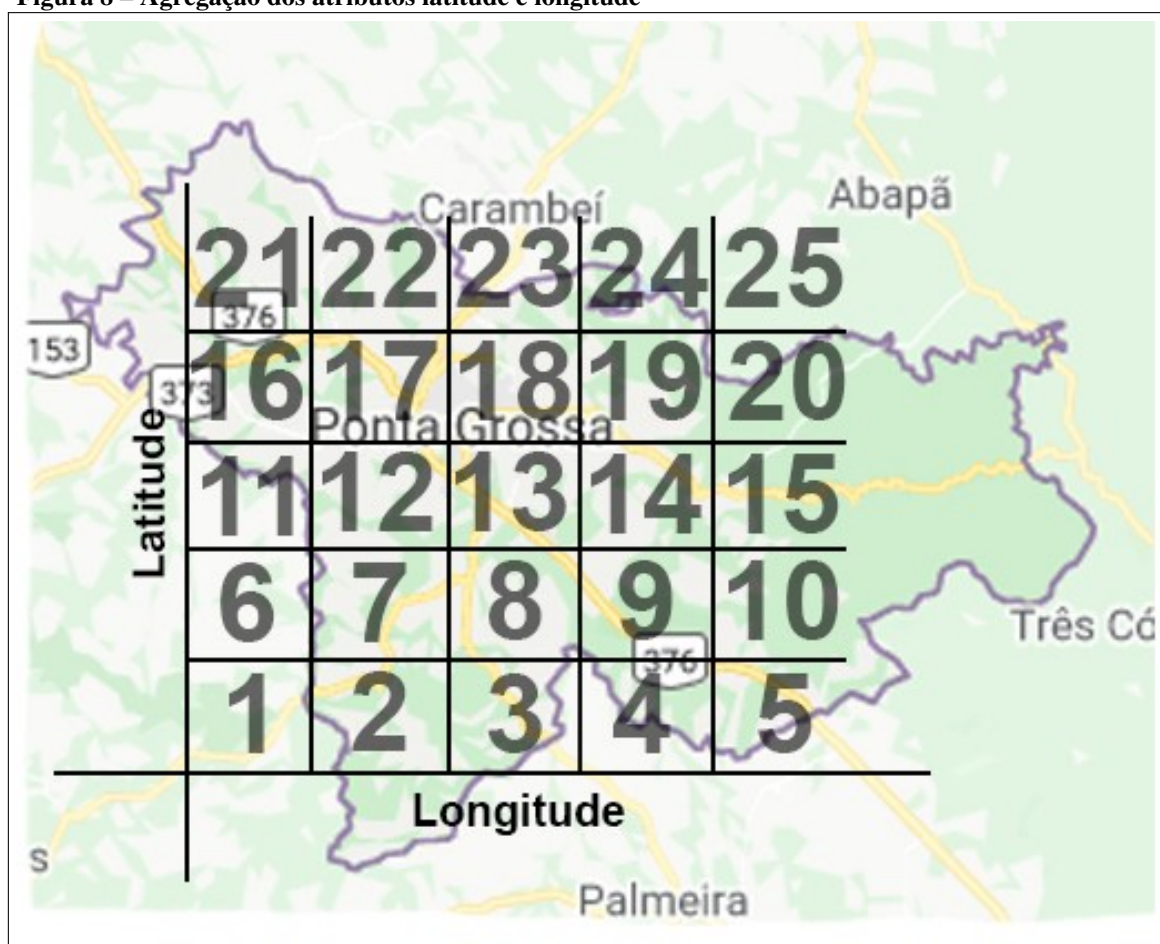 Figura 8 – Agregação dos atributos latitude e longitude
Carambeí
Abapã
21 22 23 24 25
376
153
16 17 18 19 20
373
Ponta Grossa
Latitude
11 12 13 14 15
6 7 8 9 10
Três Có
376
1 2 3 4 5
Longitude
s
Palmeira